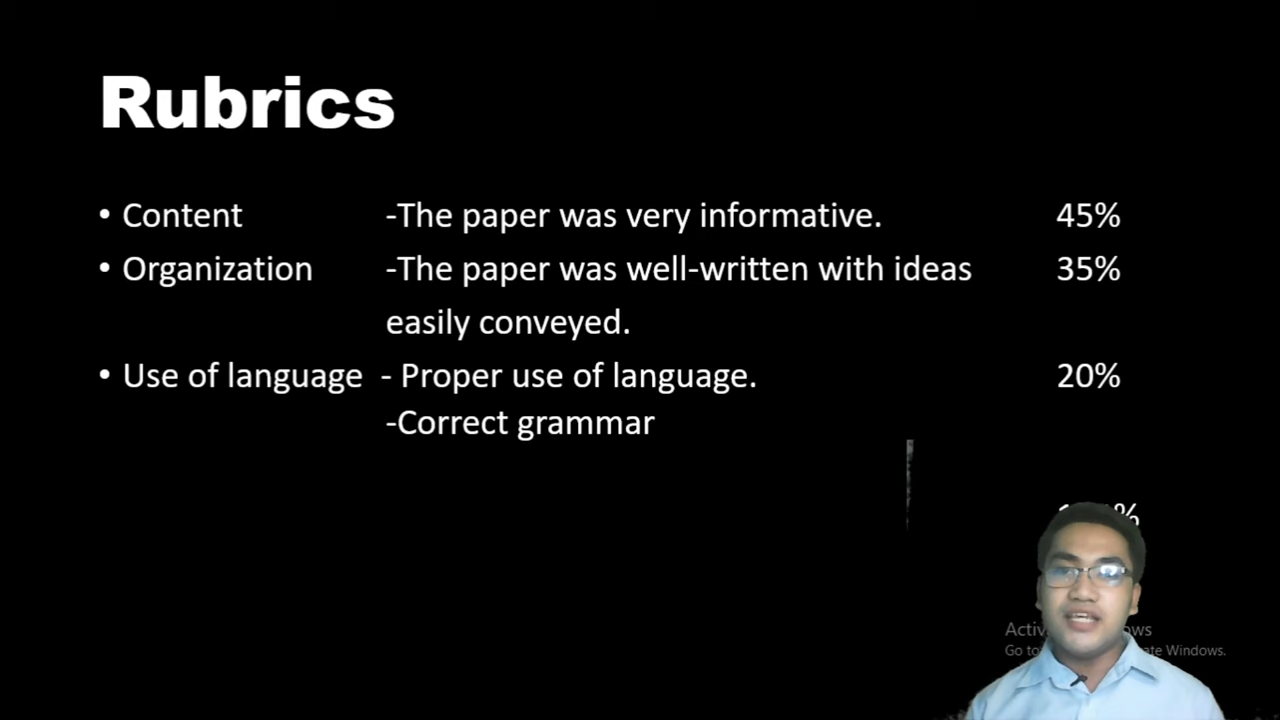 Rubrics
• Content -The paper was very informative. 45%
• Organization -The paper was well-written with ideas 35%
easily conveyed.
• Use of language - Proper use of language. 20%
-Correct grammar